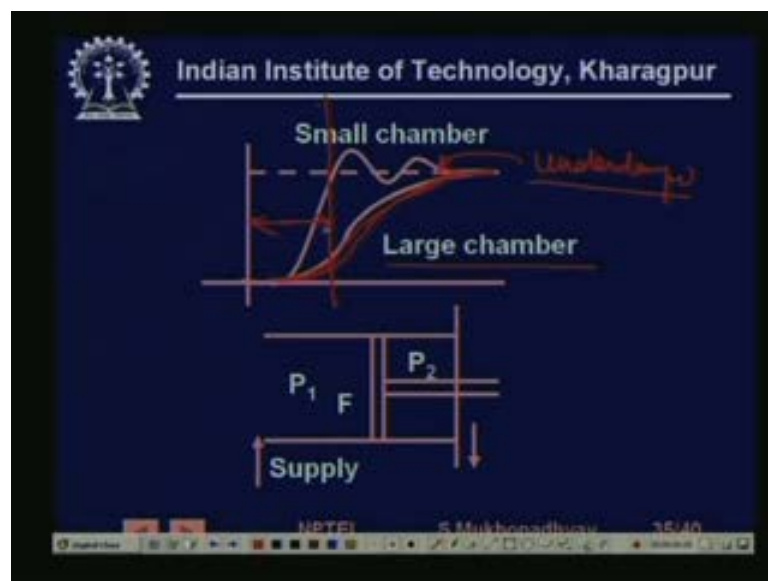 Indian Institute of Technology, Kharagpur
Small chamber
Large chamber
P₁
P₂
F
Supply
NPTEL S.Mukhopadhyay 35/40